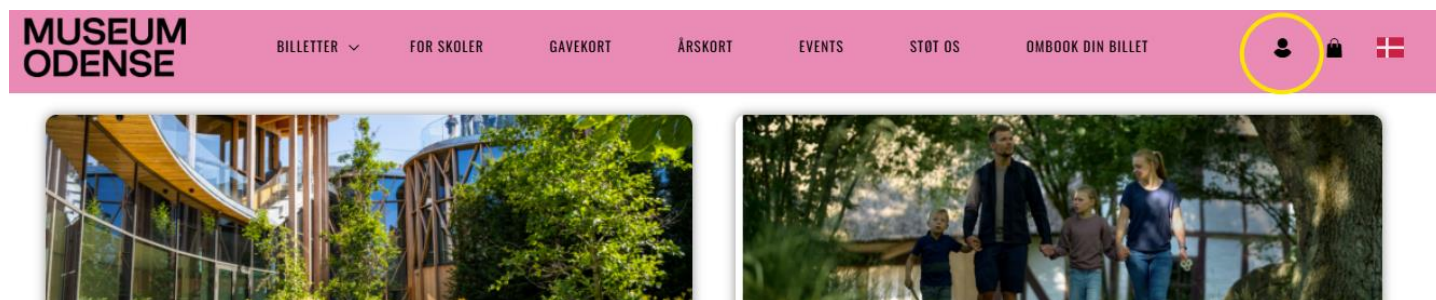 MUSEUM
ODENSE
BILLETTER FOR SKOLER GAVEKORT ÅRSKORT EVENTS STØT OS OMBOOK DIN BILLET